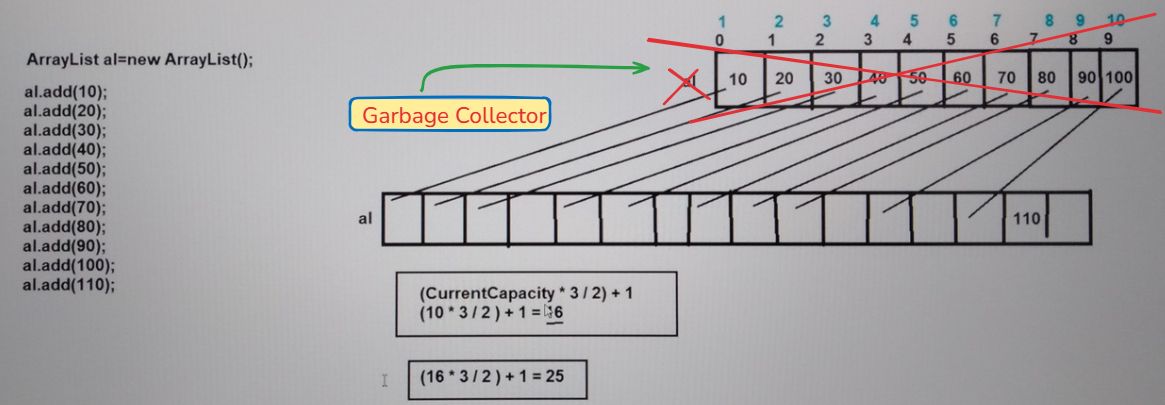 ArrayList al=new ArrayList();
al.add(10);
al.add(20);
al.add(30);
al.add(40);
al.add(50);
al.add(60);
al.add(70);
al.add(80);
al.add(90);
al.add(100);
al.add(110);
Garbage Collector
1 2 3 4 5 6 7 8 9 10
0 1 2 3 4 5 6 7 8 9
al 10 20 30 40 50 60 70 80 90 100
al 110
(CurrentCapacity * 3 / 2) + 1
(10 * 3 / 2 ) + 1 = 16
(16 * 3 / 2 ) + 1 = 25